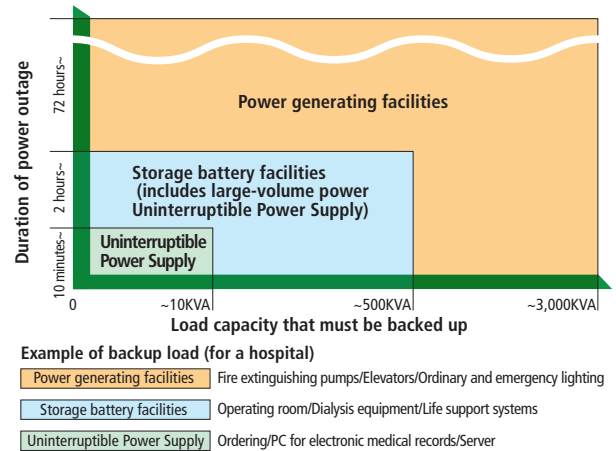 Duration of power outage
72 hours~
2 hours~
10 minutes~
Power generating facilities
Storage battery facilities
(includes large-volume power
Uninterruptible Power Supply)
Uninterruptible
Power Supply
0
~10KVA
~500KVA
~3,000KVA
Load capacity that must be backed up
Example of backup load (for a hospital)
Power generating facilities Fire extinguishing pumps/Elevators/Ordinary and emergency lighting
Storage battery facilities Operating room/Dialysis equipment/Life support systems
Uninterruptible Power Supply Ordering/PC for electronic medical records/Server